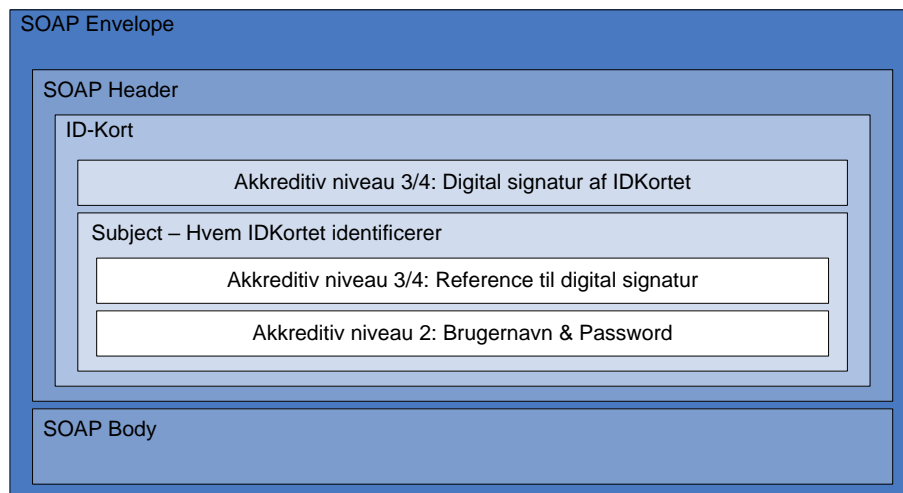 SOAP Envelope
SOAP Header
ID-Kort
Akkreditiv niveau 3/4: Digital signatur af IDKortet
Subject – Hvem IDKortet identificerer
Akkreditiv niveau 3/4: Reference til digital signatur
Akkreditiv niveau 2: Brugernavn & Password
SOAP Body